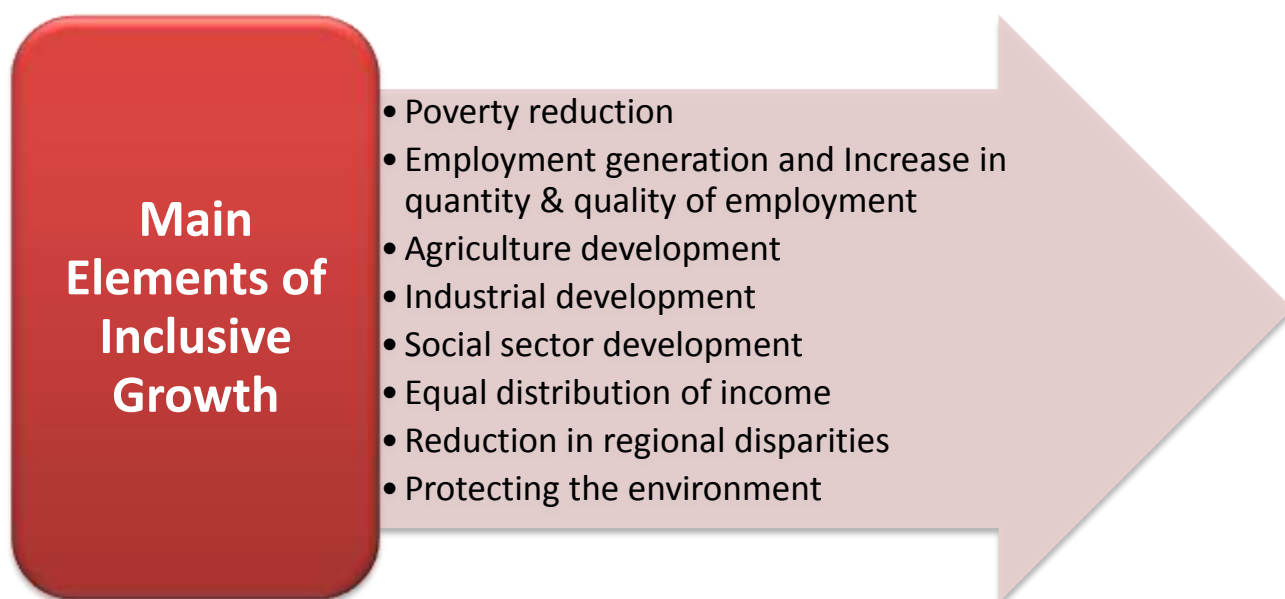 Main
Elements of
Inclusive
Growth
• Poverty reduction
• Employment generation and Increase in
quantity & quality of employment
• Agriculture development
• Industrial development
• Social sector development
• Equal distribution of income
• Reduction in regional disparities
• Protecting the environment